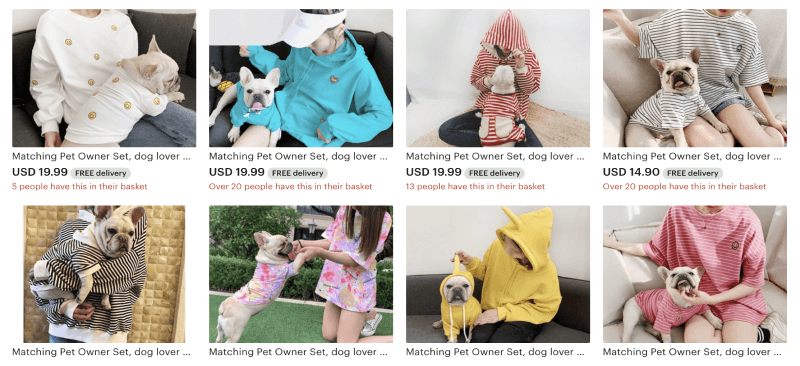 Matching Pet Owner Set, dog lover ...
Matching Pet Owner Set, dog lover ...
Matching Pet Owner Set, dog lover ...
Matching Pet Owner Set, dog lover ...
USD 19.99 FREE delivery
USD 19.99 FREE delivery
USD 19.99 FREE delivery
USD 14.90 FREE delivery
5 people have this in their basket
Over 20 people have this in their basket
13 people have this in their basket
Over 20 people have this in their basket
Matching Pet Owner Set, dog lover ...
Matching Pet Owner Set, dog lover ...
Matching Pet Owner Set, dog lover ...
Matching Pet Owner Set, dog lover ...